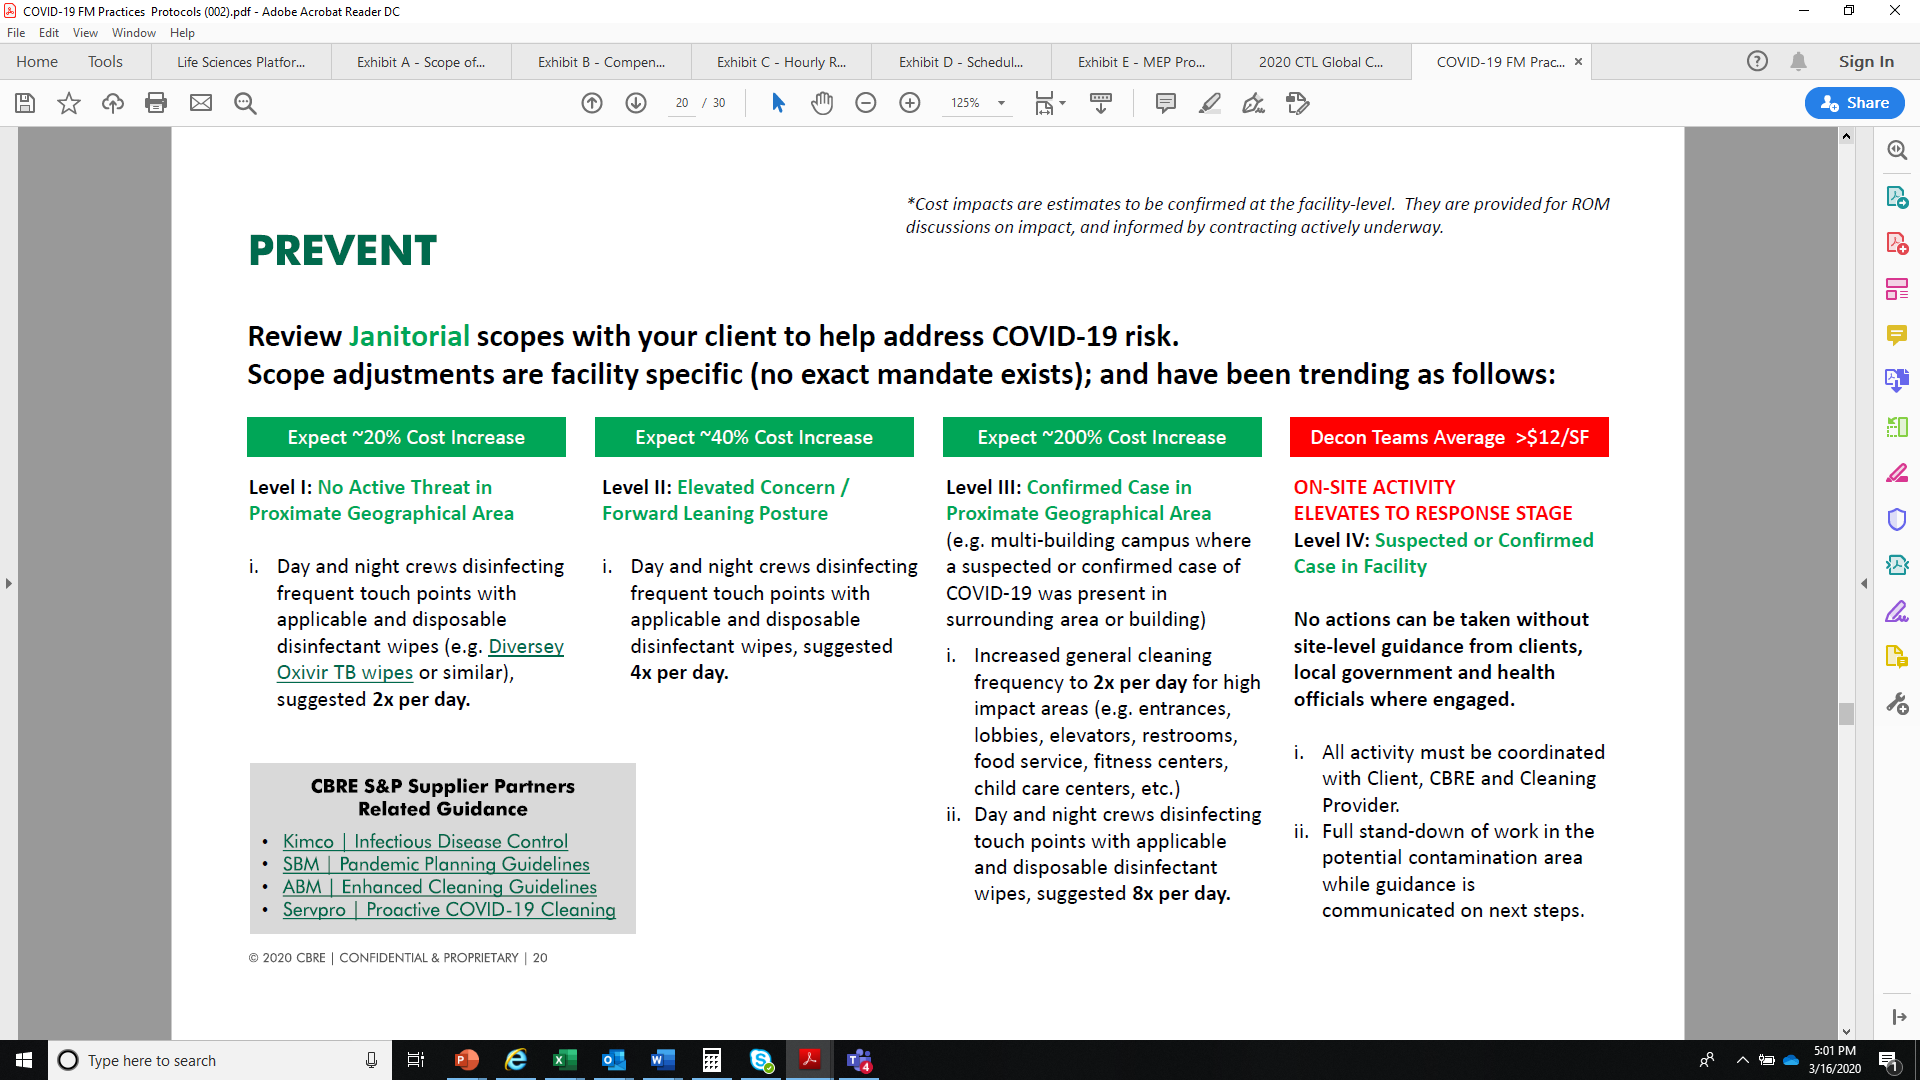 COVID-19 FM Practices  Protocols (002).pdf - Adobe Acrobat Reader DC
File Edit View Window Help
Home Tools Life Sciences Platfor... Exhibit A - Scope of... Exhibit B - Compen... Exhibit C - Hourly R... Exhibit D - Schedul... Exhibit E - MEP Pro... 2020 CTL Global C... COVID-19 FM Prac... Sign In
20 / 30 125% Share
*Cost impacts are estimates to be confirmed at the facility-level. They are provided for ROM
discussions on impact, and informed by contracting actively underway.
PREVENT
Review Janitorial scopes with your client to help address COVID-19 risk.
Scope adjustments are facility specific (no exact mandate exists); and have been trending as follows:
Expect ~20% Cost Increase
Level I: No Active Threat in
Proximate Geographical Area
i. Day and night crews disinfecting
frequent touch points with
applicable and disposable
disinfectant wipes (e.g. Diversey
Oxivir TB wipes or similar),
suggested 2x per day.
Expect ~40% Cost Increase
Level II: Elevated Concern /
Forward Leaning Posture
i. Day and night crews disinfecting
frequent touch points with
applicable and disposable
disinfectant wipes, suggested
4x per day.
Expect ~200% Cost Increase
Level III: Confirmed Case in
Proximate Geographical Area
(e.g. multi-building campus where
a suspected or confirmed case of
COVID-19 was present in
surrounding area or building)
i. Increased general cleaning
frequency to 2x per day for high
impact areas (e.g. entrances,
lobbies, elevators, restrooms,
food service, fitness centers,
child care centers, etc.)
ii. Day and night crews disinfecting
touch points with applicable
and disposable disinfectant
wipes, suggested 8x per day.
Decon Teams Average >$12/SF
ON-SITE ACTIVITY
ELEVATES TO RESPONSE STAGE
Level IV: Suspected or Confirmed
Case in Facility
No actions can be taken without
site-level guidance from clients,
local government and health
officials where engaged.
i. All activity must be coordinated
with Client, CBRE and Cleaning
Provider.
ii. Full stand-down of work in the
potential contamination area
while guidance is
communicated on next steps.
CBRE S&P Supplier Partners
Related Guidance
• Kimco | Infectious Disease Control
• SBM | Pandemic Planning Guidelines
• ABM | Enhanced Cleaning Guidelines
• Servpro | Proactive COVID-19 Cleaning
© 2020 CBRE | CONFIDENTIAL & PROPRIETARY | 20
Type here to search
5:01 PM
3/16/2020